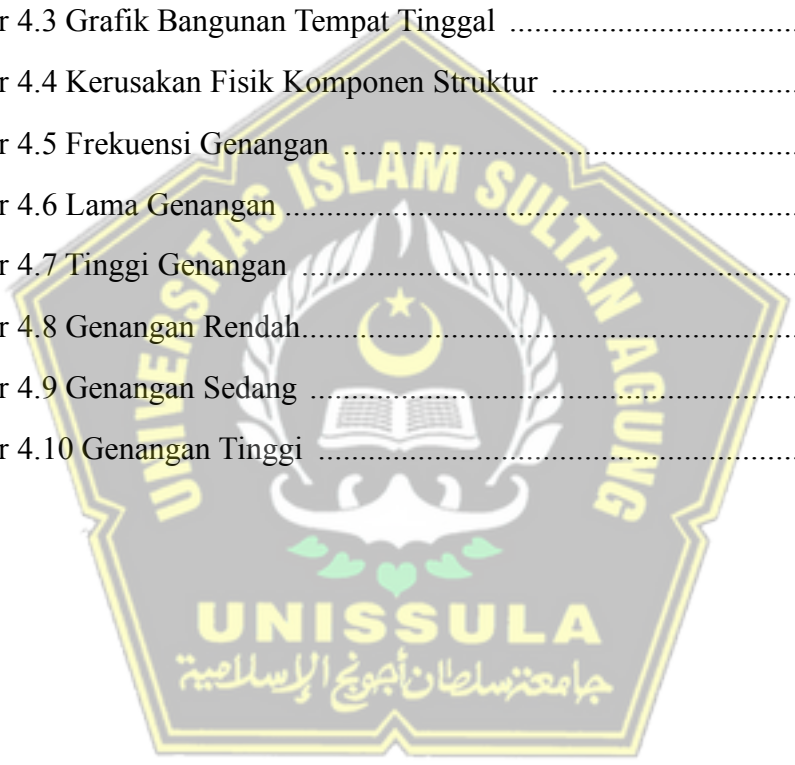 r 4.3 Grafik Bangunan Tempat Tinggal ....................................
r 4.4 Kerusakan Fisik Komponen Struktur ..............................
r 4.5 Frekuensi Genangan .........................................................
r 4.6 Lama Genangan ................................................................
r 4.7 Tinggi Genangan ..............................................................
r 4.8 Genangan Rendah..............................................................
r 4.9 Genangan Sedang .............................................................
r 4.10 Genangan Tinggi ............................................................
UNIVERSITAS ISLAM SULTAN AGUNG
UNISSULA
جامعة سلطان أجونج الإسلامية